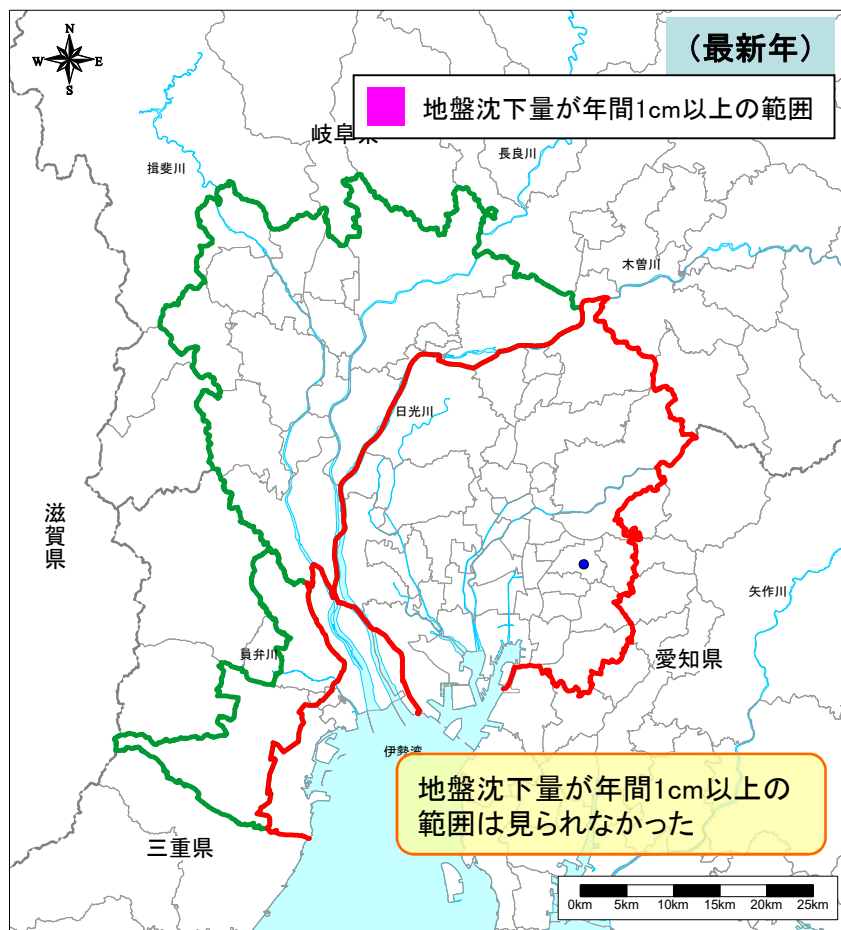 N
W
E
S
（最新年）
地盤沈下量が年間1cm以上の範囲
岐阜県
揖斐川
長良川
木曽川
日光川
滋賀県
矢作川
員弁川
愛知県
伊勢湾
地盤沈下量が年間1cm以上の
範囲は見られなかった
三重県
0km 5km 10km 15km 20km 25km